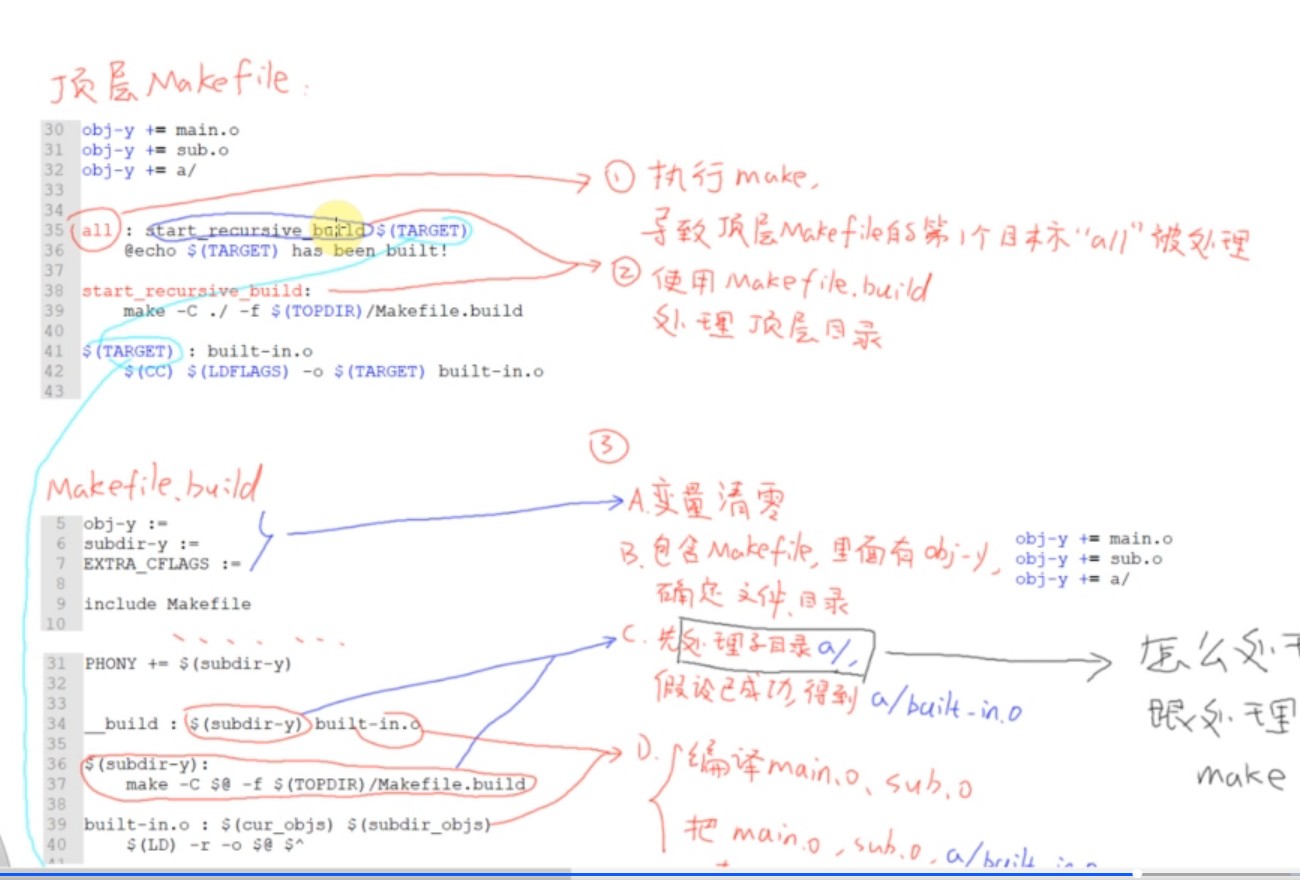 顶层Makefile:
30 obj-y += main.o
31 obj-y += sub.o
32 obj-y += a/
33
34
35 all : start_recursive_build $(TARGET)
36 @echo $(TARGET) has been built!
37
38 start_recursive_build:
39 make -C ./ -f $(TOPDIR)/Makefile.build
40
41 $(TARGET) : built-in.o
42 $(CC) $(LDFLAGS) -o $(TARGET) built-in.o
43
① 执行make,
导致顶层Makefile的第1个目标"all"被处理
② 使用Makefile.build
处理顶层目录
Makefile.build
5 obj-y :=
6 subdir-y :=
7 EXTRA_CFLAGS :=
8
9 include Makefile
10
31 PHONY += $(subdir-y)
32
33
34 __build : $(subdir-y) built-in.o
35
36 $(subdir-y):
37 make -C $@ -f $(TOPDIR)/Makefile.build
38
39 built-in.o : $(cur_objs) $(subdir_objs)
40 $(LD) -r -o $@ $^
41
③
A.变量清零
B.包含Makefile,里面有obj-y,
obj-y += main.o
obj-y += sub.o
obj-y += a/
确定文件、目录
C.先处理子目录a/,
假设已成功,得到a/built-in.o
怎么处
跟处理
make
D.编译main.o、sub.o
把main.o,sub.o,a/built-in.o